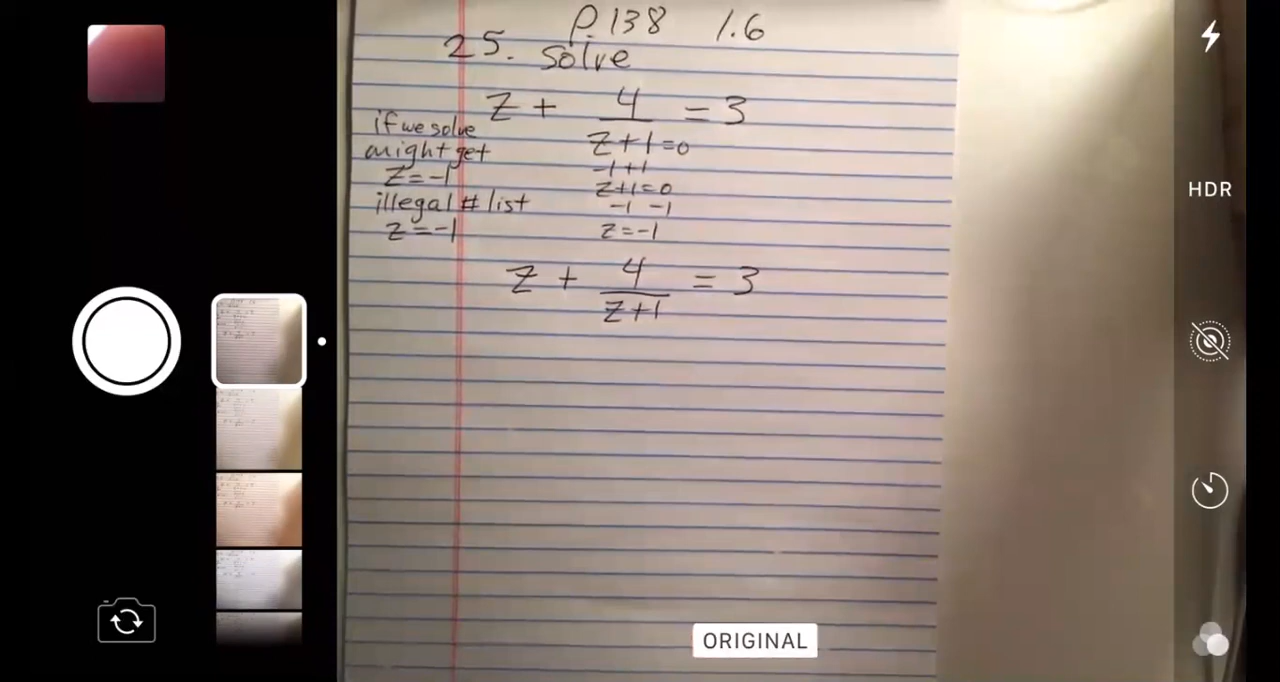 P. 138 1.6
25. Solve
z + 4/z+1=0 = 3
if we solve
might get
z=-1
illegal # list
z=-1
-1+1
z+1=0
-1 -1
z=-1
z + 4/z+1 = 3
HDR
ORIGINAL